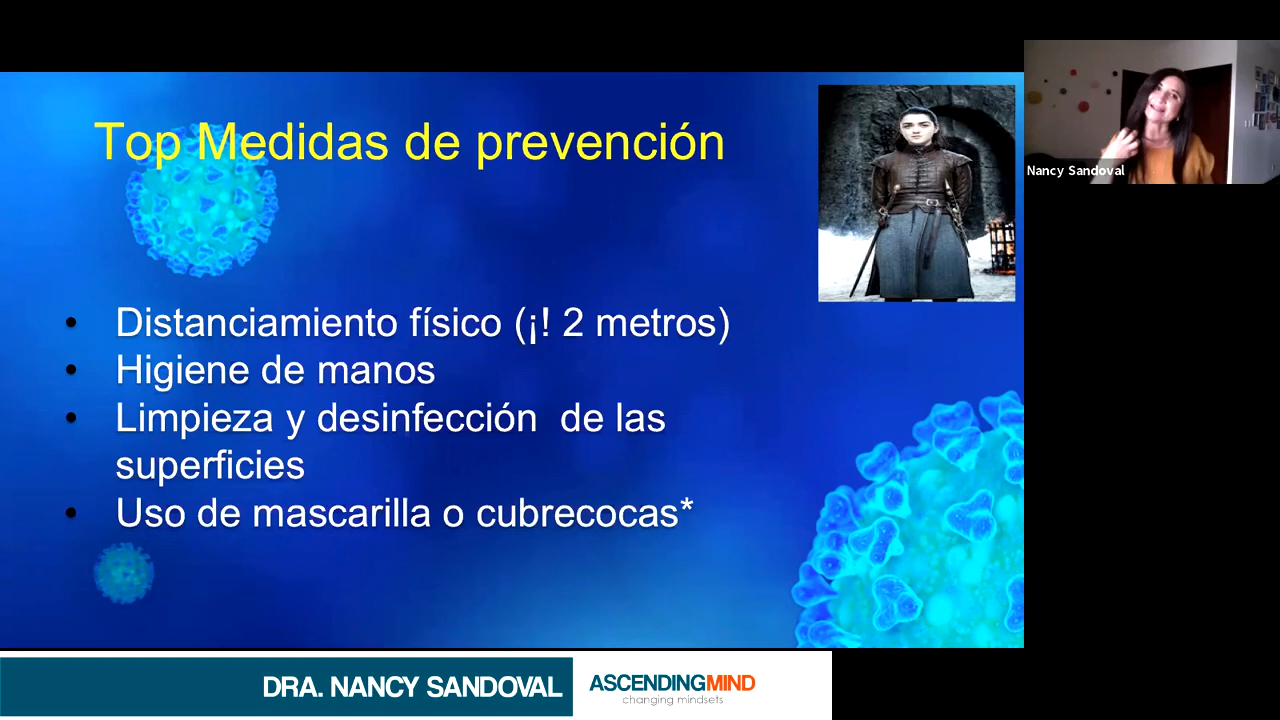 Top Medidas de prevención
Nancy Sandoval
• Distanciamiento físico (¡! 2 metros)
• Higiene de manos
• Limpieza y desinfección de las
superficies
• Uso de mascarilla o cubrecocas*
DRA. NANCY SANDOVAL
ASCENDINGMIND
changing mindsets